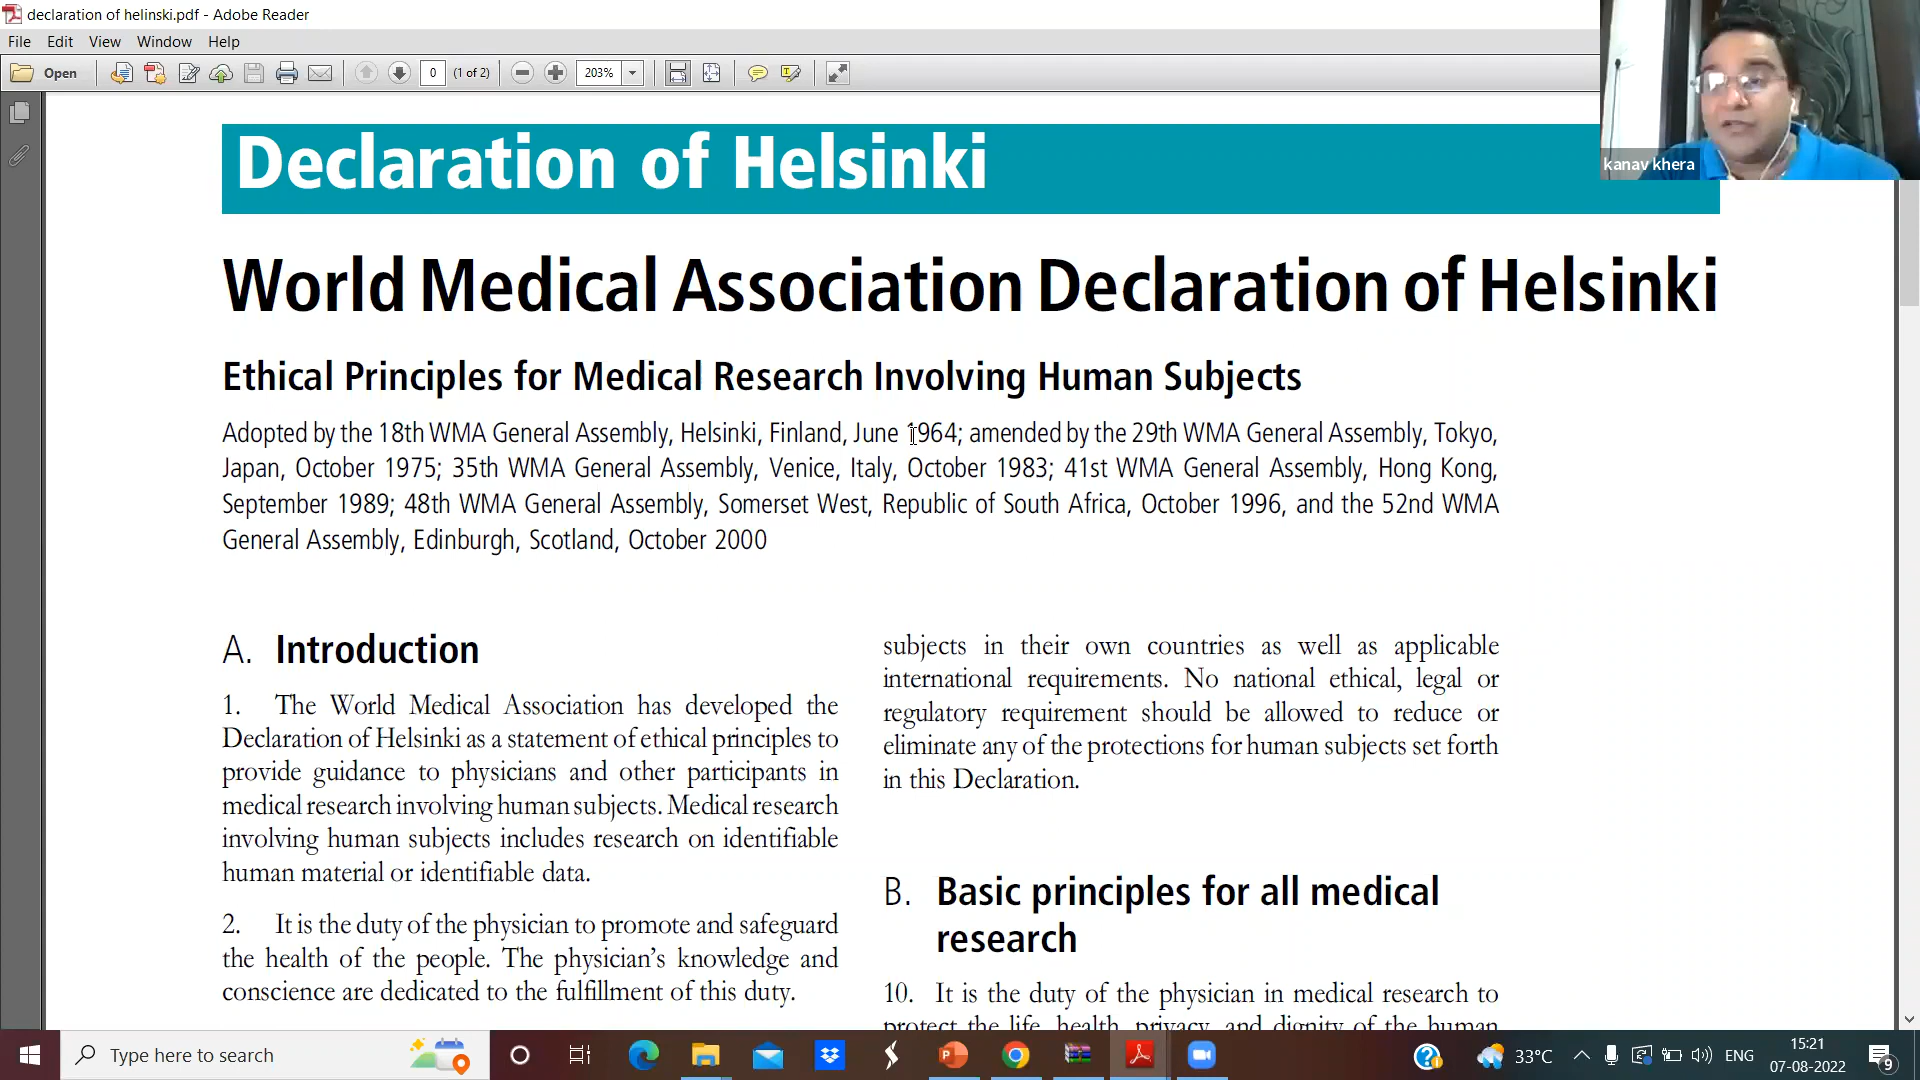 declaration of helinski.pdf - Adobe Reader
File Edit View Window Help
Open 0 (1 of 2) 203%
kanav khera
Declaration of Helsinki
World Medical Association Declaration of Helsinki
Ethical Principles for Medical Research Involving Human Subjects
Adopted by the 18th WMA General Assembly, Helsinki, Finland, June 1964; amended by the 29th WMA General Assembly, Tokyo,
Japan, October 1975; 35th WMA General Assembly, Venice, Italy, October 1983; 41st WMA General Assembly, Hong Kong,
September 1989; 48th WMA General Assembly, Somerset West, Republic of South Africa, October 1996, and the 52nd WMA
General Assembly, Edinburgh, Scotland, October 2000
A. Introduction
1. The World Medical Association has developed the
Declaration of Helsinki as a statement of ethical principles to
provide guidance to physicians and other participants in
medical research involving human subjects. Medical research
involving human subjects includes research on identifiable
human material or identifiable data.
2. It is the duty of the physician to promote and safeguard
the health of the people. The physician's knowledge and
conscience are dedicated to the fulfillment of this duty.
subjects in their own countries as well as applicable
international requirements. No national ethical, legal or
regulatory requirement should be allowed to reduce or
eliminate any of the protections for human subjects set forth
in this Declaration.
B. Basic principles for all medical
research
10. It is the duty of the physician in medical research to
protect the life, health, privacy, and dignity of the human
Type here to search
33°C
ENG
15:21
07-08-2022
9